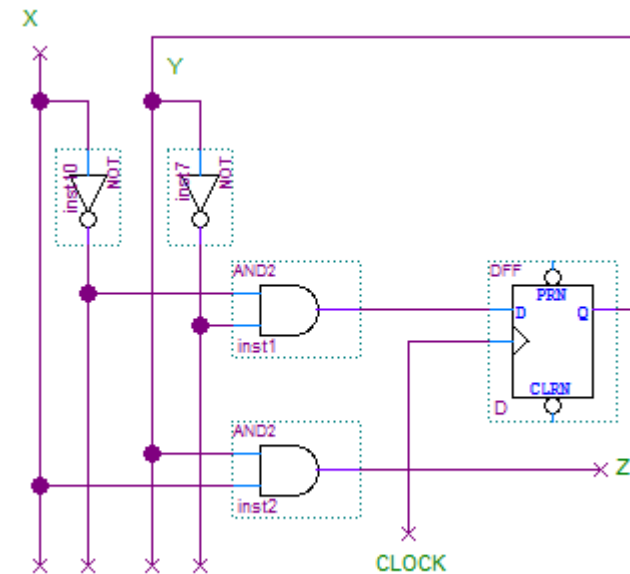 X
Y
inst10
NOT
inst7
NOT
AND2
inst1
DFF
PRN
D
Q
CLRN
D
AND2
inst2
Z
CLOCK